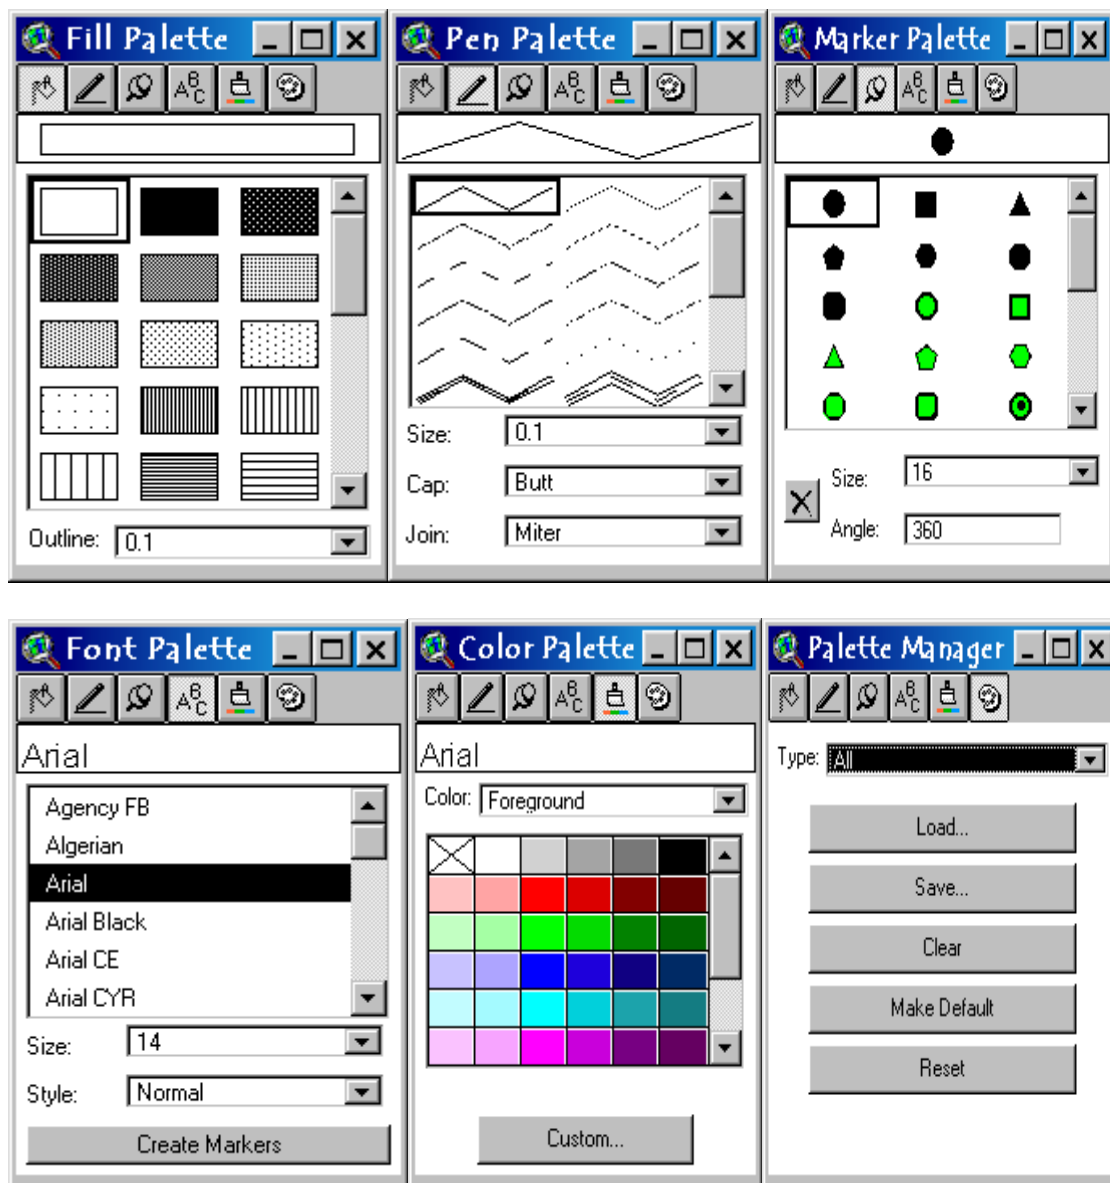 Fill Palette
Outline: 0.1
Pen Palette
Size: 0.1
Cap: Butt
Join: Miter
Marker Palette
Size: 16
Angle: 360
Font Palette
Arial
Agency FB
Algerian
Arial
Arial Black
Arial CE
Arial CYR
Size: 14
Style: Normal
Create Markers
Color Palette
Arial
Color: Foreground
Custom...
Palette Manager
Type: All
Load...
Save...
Clear
Make Default
Reset